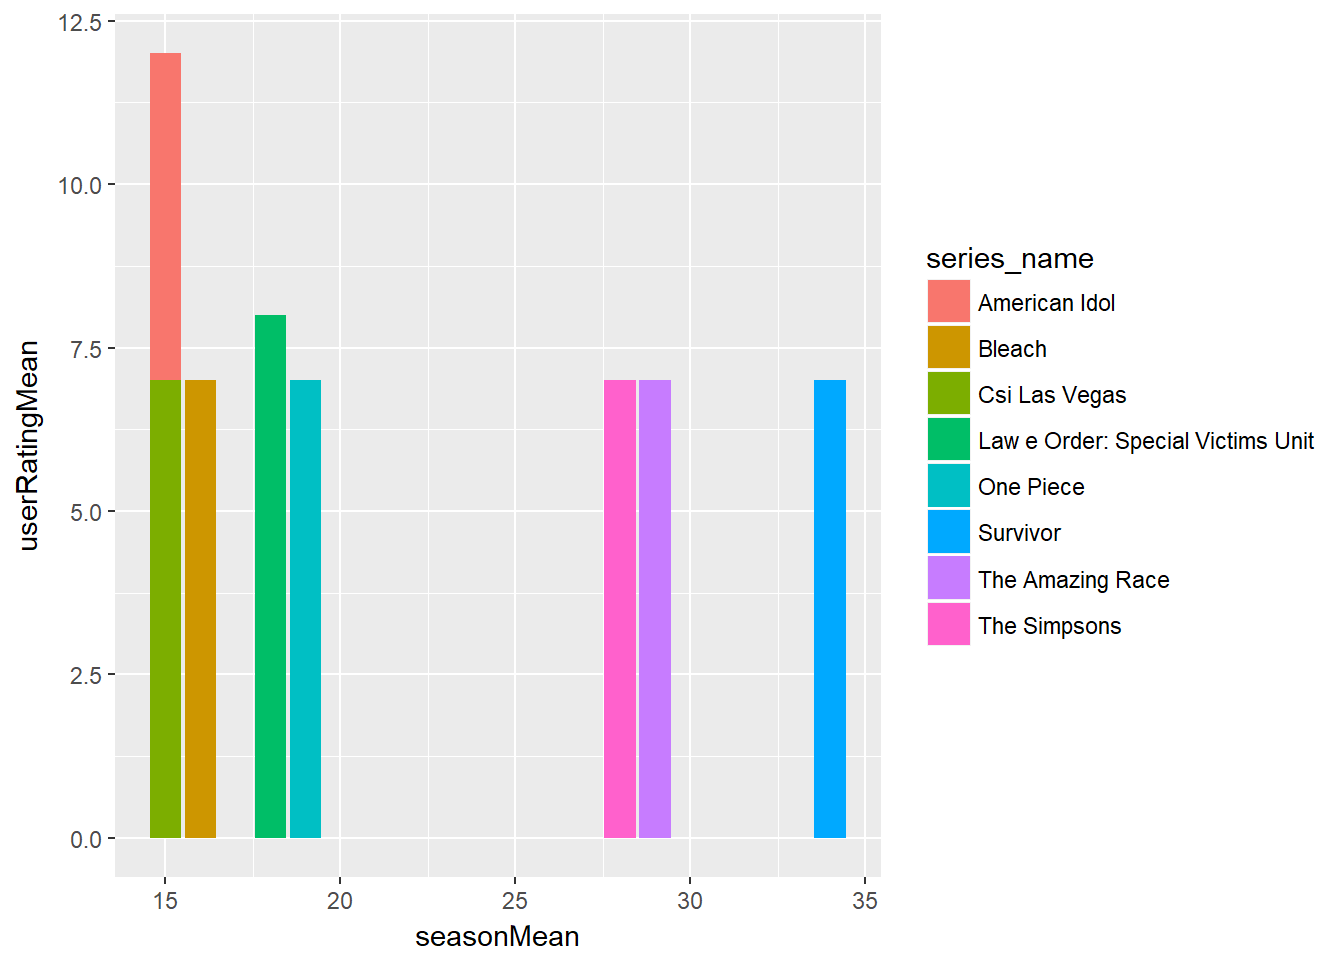 12.5
10.0
7.5
5.0
2.5
0.0
userRatingMean
15 20 25 30 35
seasonMean
series_name
American Idol
Bleach
Csi Las Vegas
Law e Order: Special Victims Unit
One Piece
Survivor
The Amazing Race
The Simpsons